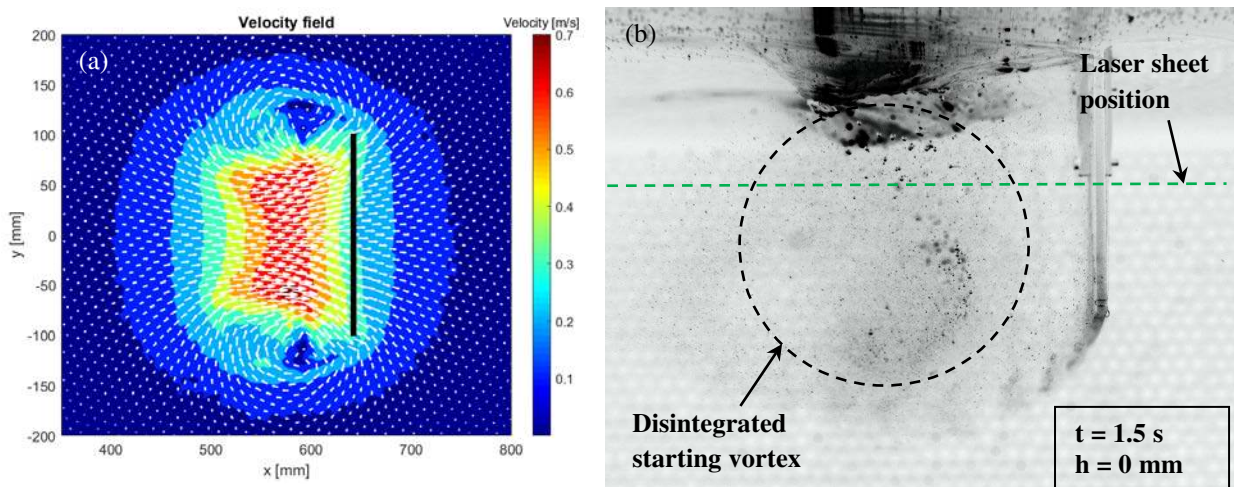 Velocity field
Velocity [m/s]
(a)
200
150
100
50
0
-50
-100
-150
-200
y [mm]
400
500
600
700
800
x [mm]
0.7
0.6
0.5
0.4
0.3
0.2
0.1
(b)
Laser sheet
position
Disintegrated
starting vortex
t = 1.5 s
h = 0 mm